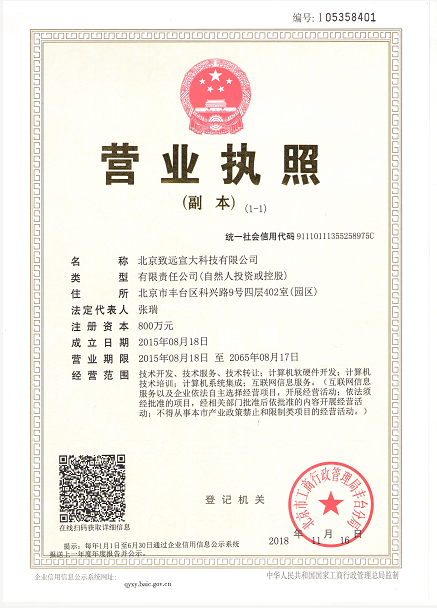 编号: 1 05358401
营业执照
(副 本) (1-1)
统一社会信用代码 91110111355258975C
名 称 北京致远宣大科技有限公司
类 型 有限责任公司(自然人投资或控股)
住 所 北京市丰台区科兴路9号四层402室(园区)
法定代表人 张瑞
注册资本 800万元
成立日期 2015年08月18日
营业期限 2015年08月18日 至 2065年08月17日
经营范围 技术开发、技术服务、技术转让；计算机软硬件开发；计算机
技术培训；计算机系统集成；互联网信息服务。（互联网信息
服务以及企业依法自主选择经营项目，开展经营活动；依法须
经批准的项目，经相关部门批准后依批准的内容开展经营活
动；不得从事本市产业政策禁止和限制类项目的经营活动。）
在线扫码获取详细信息
登记机关
北京市工商行政管理局丰台分局
2018 年 11 月 16 日
提示：每年1月1日至6月30日通过企业信用信息公示系统
报送上一年度年度报告并公示。
企业信用信息公示系统网址:
qyxy.baic.gov.cn
中华人民共和国国家工商行政管理总局监制